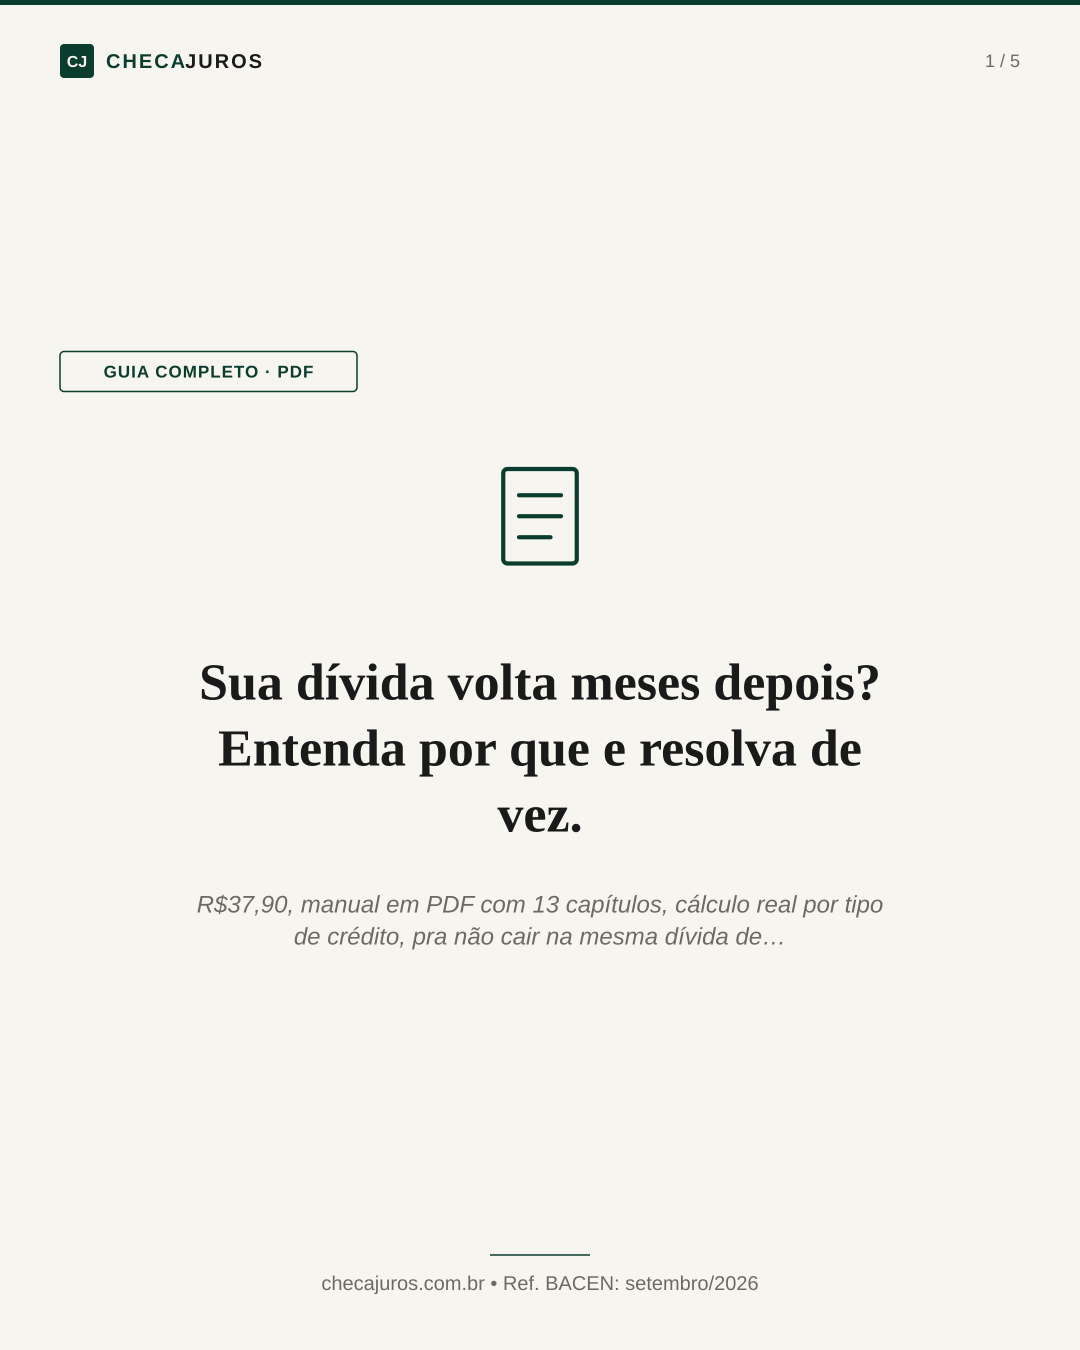 CJ CHECAJUROS
1 / 5
GUIA COMPLETO · PDF
Sua dívida volta meses depois?
Entenda por que e resolva de
vez.
R$37,90, manual em PDF com 13 capítulos, cálculo real por tipo
de crédito, pra não cair na mesma dívida de…
checajuros.com.br • Ref. BACEN: setembro/2026